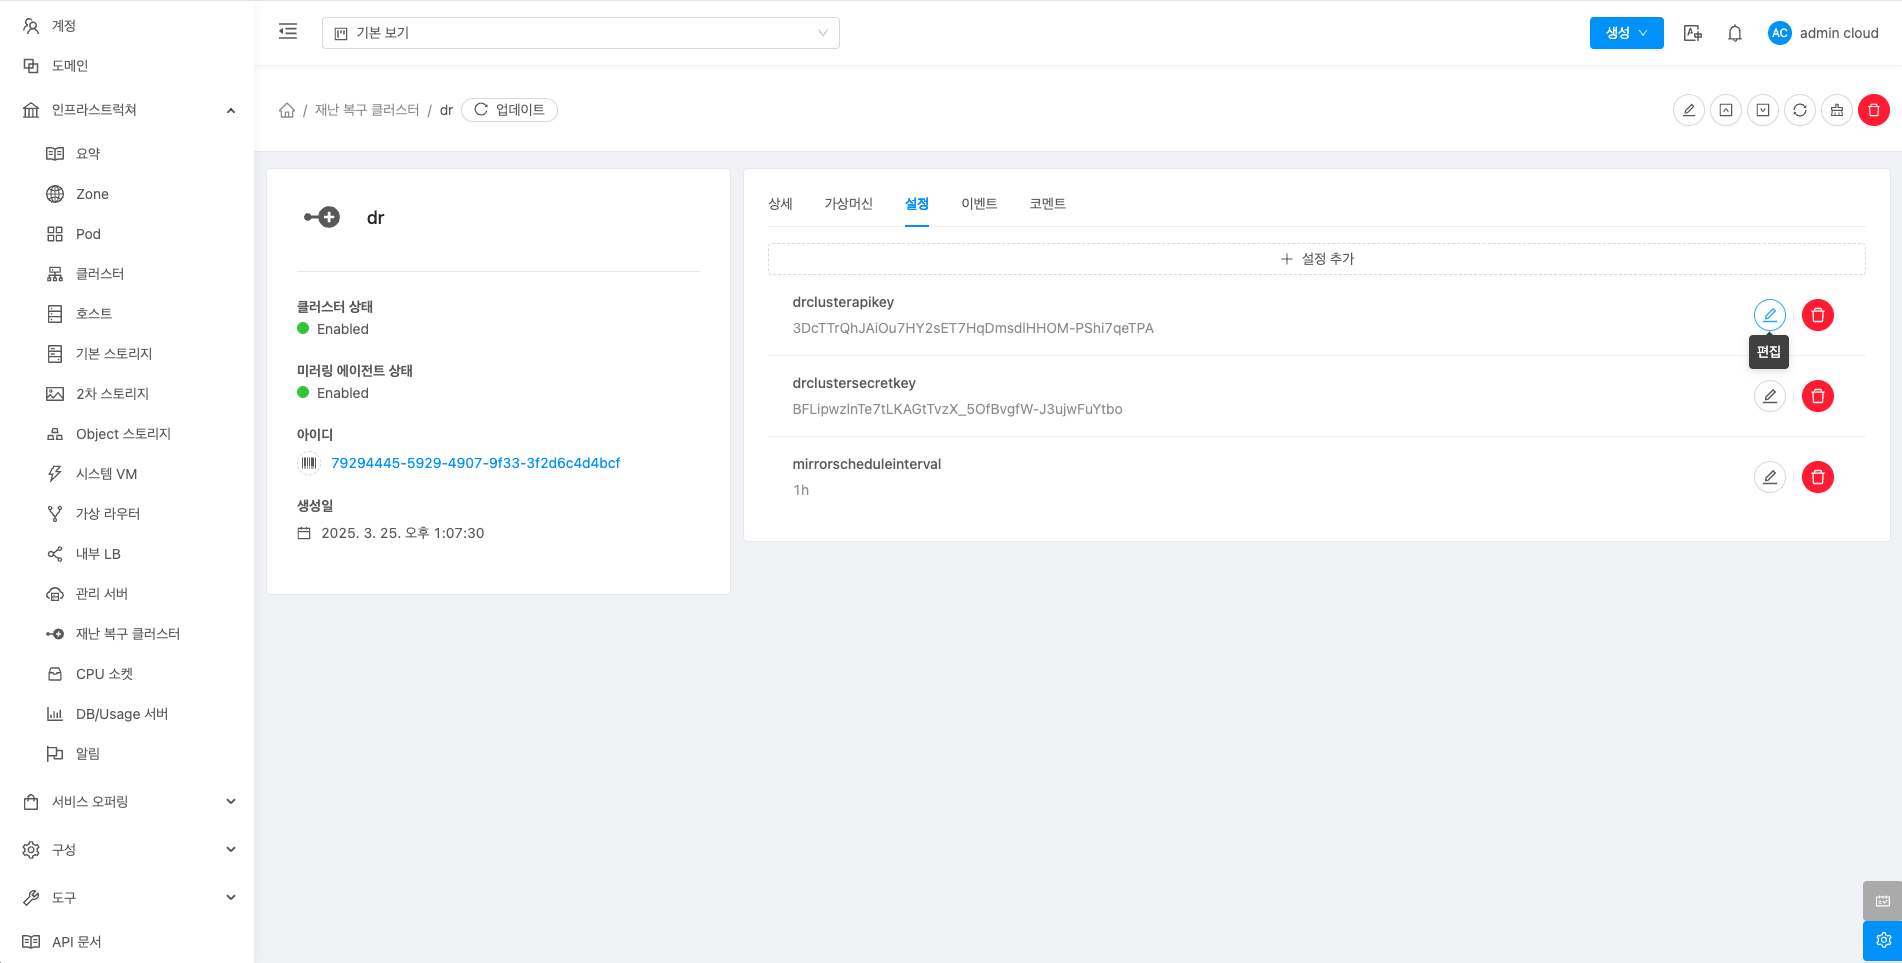 계정
도메인
인프라스트럭쳐
요약
Zone
Pod
클러스터
호스트
기본 스토리지
2차 스토리지
Object 스토리지
시스템 VM
가상 라우터
내부 LB
관리 서버
재난 복구 클러스터
CPU 소켓
DB/Usage 서버
알림
서비스 오퍼링
구성
도구
API 문서
기본 보기
생성
AC admin cloud
/ 재난 복구 클러스터 / dr 업데이트
dr
클러스터 상태
Enabled
미러링 에이전트 상태
Enabled
아이디
79294445-5929-4907-9f33-3f2d6c4d4bcf
생성일
2025. 3. 25. 오후 1:07:30
상세 가상머신 설정 이벤트 코멘트
설정 추가
drclusterapikey
3DcTTrQhJAiOu7HY2sET7HqDmsdlHHOM-PShi7qeTPA
편집
drclustersecretkey
BFLipwzlnTe7tLKAGtTvzX_5OfBvgfW-J3ujwFuYtbo
mirrorscheduleinterval
1h